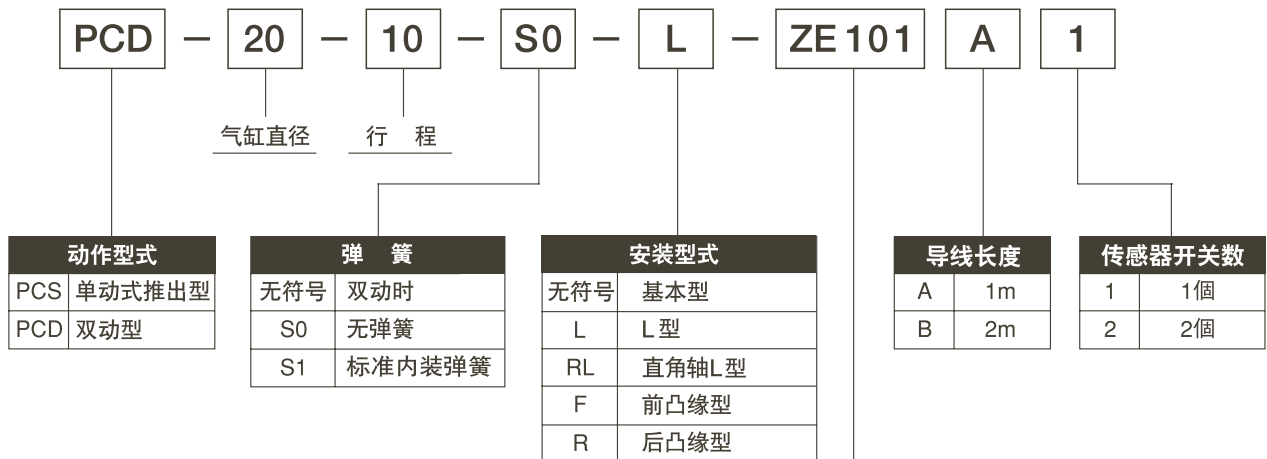 PCD - 20 - 10 - S0 - L - ZE101 A 1
气缸直径
行 程
动作型式
PCS 单动式推出型
PCD 双动型
弹 簧
无符号 双动时
S0 无弹簧
S1 标准内装弹簧
安装型式
无符号 基本型
L L型
RL 直角轴L型
F 前凸缘型
R 后凸缘型
导线长度
A 1m
B 2m
传感器开关数
1 1個
2 2個